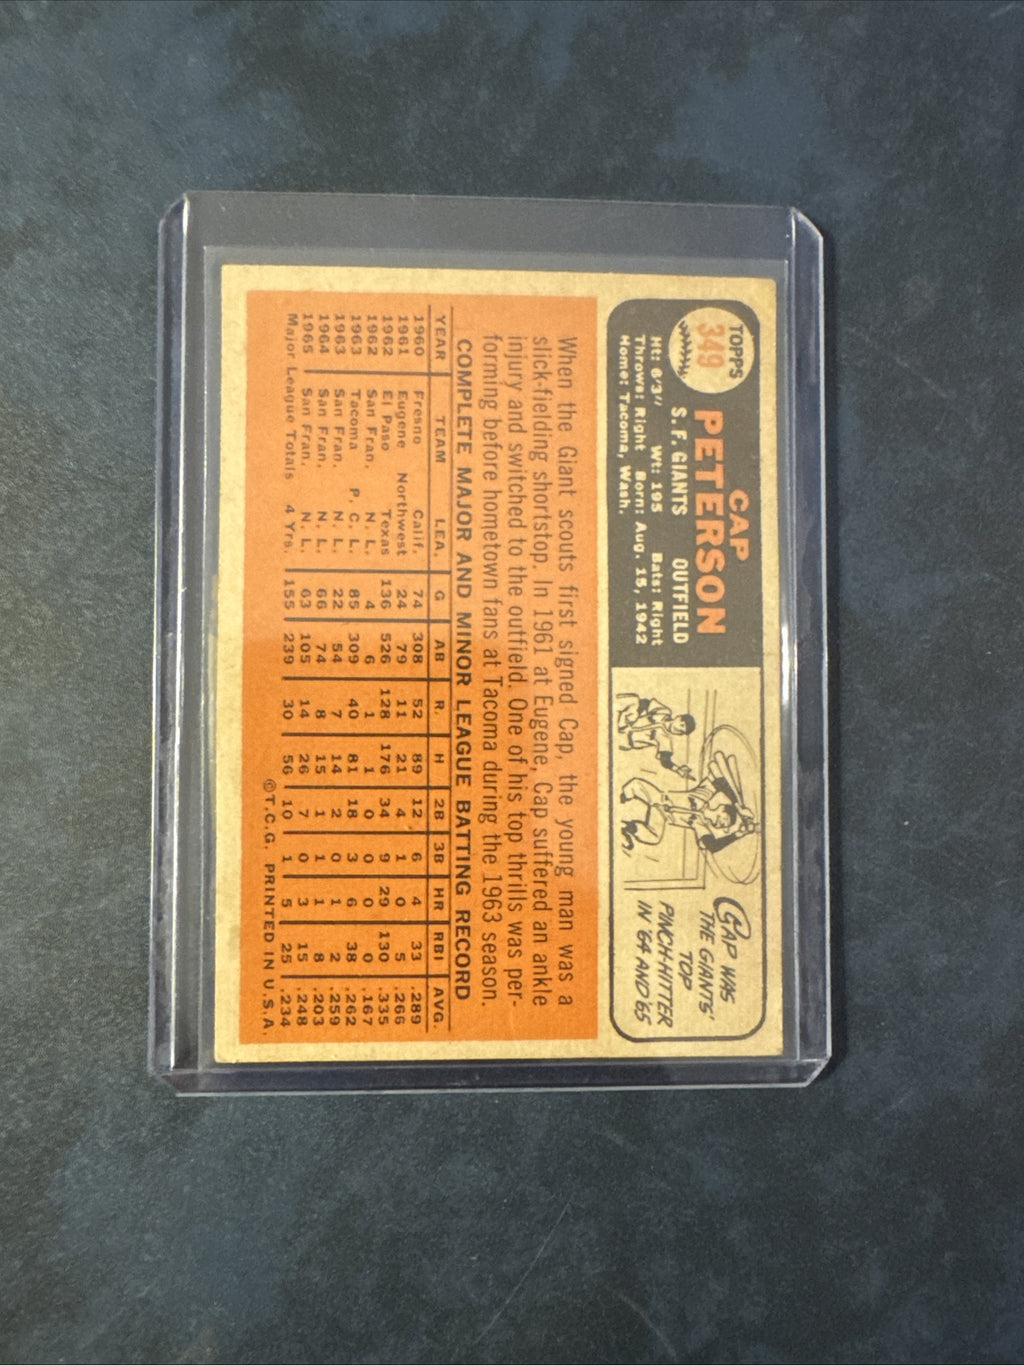 TOPPS
349
CAP
PETERSON
S. F. GIANTS OUTFIELD
Ht: 6'3" Wt: 195 Bats: Right
Throws: Right Born: Aug. 15, 1942
Home: Tacoma, Wash.
CAP WAS
THE GIANTS'
TOP
PINCH-HITTER
IN '64 AND '65
When the Giant scouts first signed Cap, the young man was a
slick-fielding shortstop. In 1961 at Eugene, Cap suffered an ankle
injury and switched to the outfield. One of his top thrills was per-
forming before hometown fans at Tacoma during the 1963 season.
COMPLETE MAJOR AND MINOR LEAGUE BATTING RECORD
YEAR TEAM LEA. G AB R. H 2B 3B HR RBI AVG.
1960 Fresno Calif. 74 308 52 89 12 6 4 33 .289
1961 Eugene Northwest 24 79 11 21 4 1 0 5 .266
1962 El Paso Texas 136 526 128 176 34 9 29 130 .335
1962 San Fran. N. L. 4 6 1 1 0 0 0 0 .167
1963 Tacoma P. C. L. 85 309 40 81 18 3 6 38 .262
1963 San Fran. N. L. 22 54 7 14 2 0 1 2 .259
1964 San Fran. N. L. 66 74 8 15 1 1 1 8 .203
1965 San Fran. N. L. 63 105 14 26 7 0 3 15 .248
Major League Totals 4 Yrs. 155 239 30 56 10 1 5 25 .234
©T.C.G. PRINTED IN U.S.A.